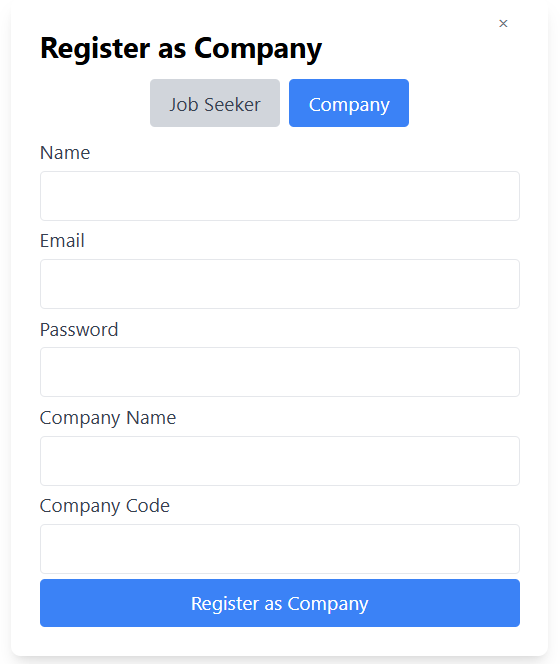 ×
Register as Company
Job Seeker Company
Name
Email
Password
Company Name
Company Code
Register as Company